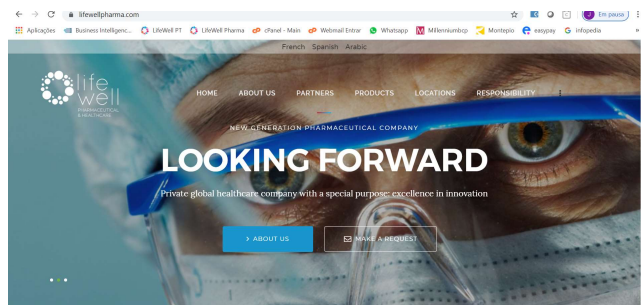 lifewellpharma.com
Em pausa
Aplicações Business Intelligenc... LifeWell PT LifeWell Pharma cPanel - Main Webmail Entrar Whatsapp Millenniumbcp Montepio easypay Infopedia »
French Spanish Arabic
life
well
PHARMACEUTICAL
& HEALTHCARE
HOME ABOUT US PARTNERS PRODUCTS LOCATIONS RESPONSIBILITY
NEW GENERATION PHARMACEUTICAL COMPANY
LOOKING FORWARD
Private global healthcare company with a special purpose: excellence in innovation
> ABOUT US MAKE A REQUEST